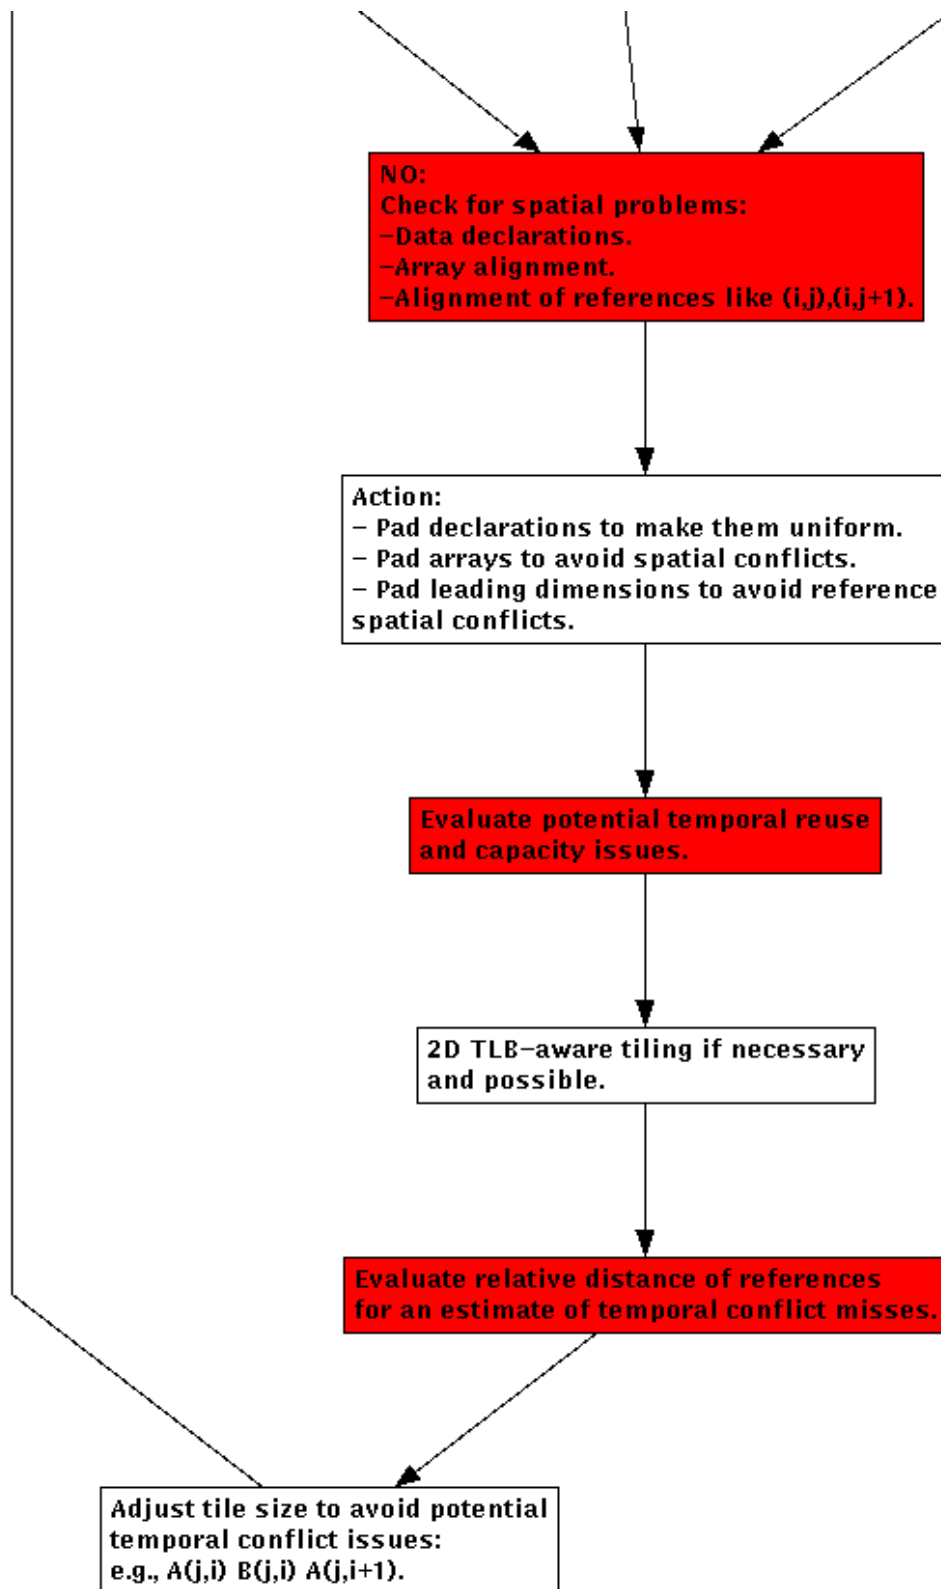 NO:
Check for spatial problems:
–Data declarations.
–Array alignment.
–Alignment of references like (i,j),(i,j+1).
Action:
– Pad declarations to make them uniform.
– Pad arrays to avoid spatial conflicts.
– Pad leading dimensions to avoid reference
spatial conflicts.
Evaluate potential temporal reuse
and capacity issues.
2D TLB–aware tiling if necessary
and possible.
Evaluate relative distance of references
for an estimate of temporal conflict misses.
Adjust tile size to avoid potential
temporal conflict issues:
e.g., A(j,i) B(j,i) A(j,i+1).